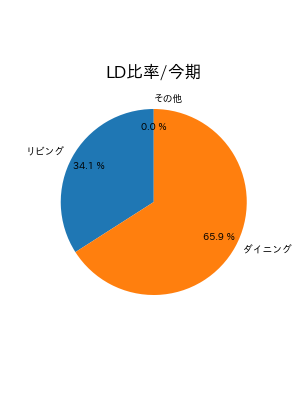 LD比率/今期
その他
0.0 %
リビング
34.1 %
65.9 %
ダイニング